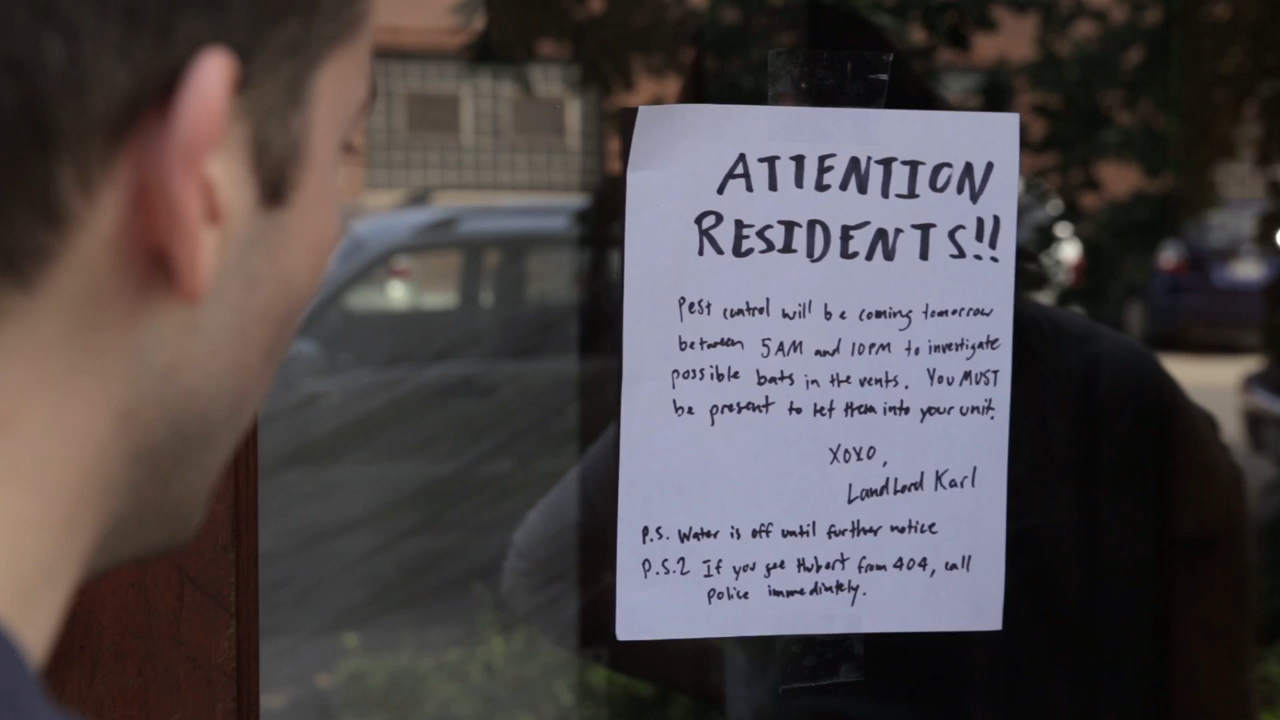 ATTENTION
RESIDENTS!!
Pest control will be coming tomorrow
between 5AM and 10PM to investigate
possible bats in the vents. You MUST
be present to let them into your unit.
XOXO,
LandLord Karl
P.S. Water is off until further notice
P.S.2 If you see Hubert from 404, call
police immediately.